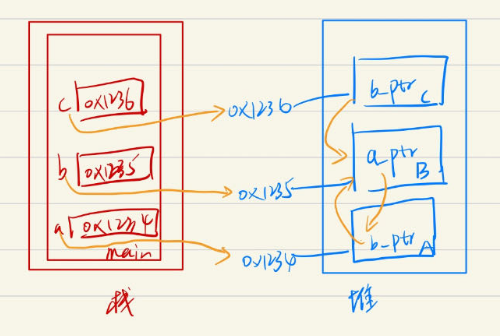 c 0x1236
b 0x1235
a 0x1234
main
栈
0x1236
0x1235
0x1234
b_ptr C
a_ptr B
b_ptr A
堆